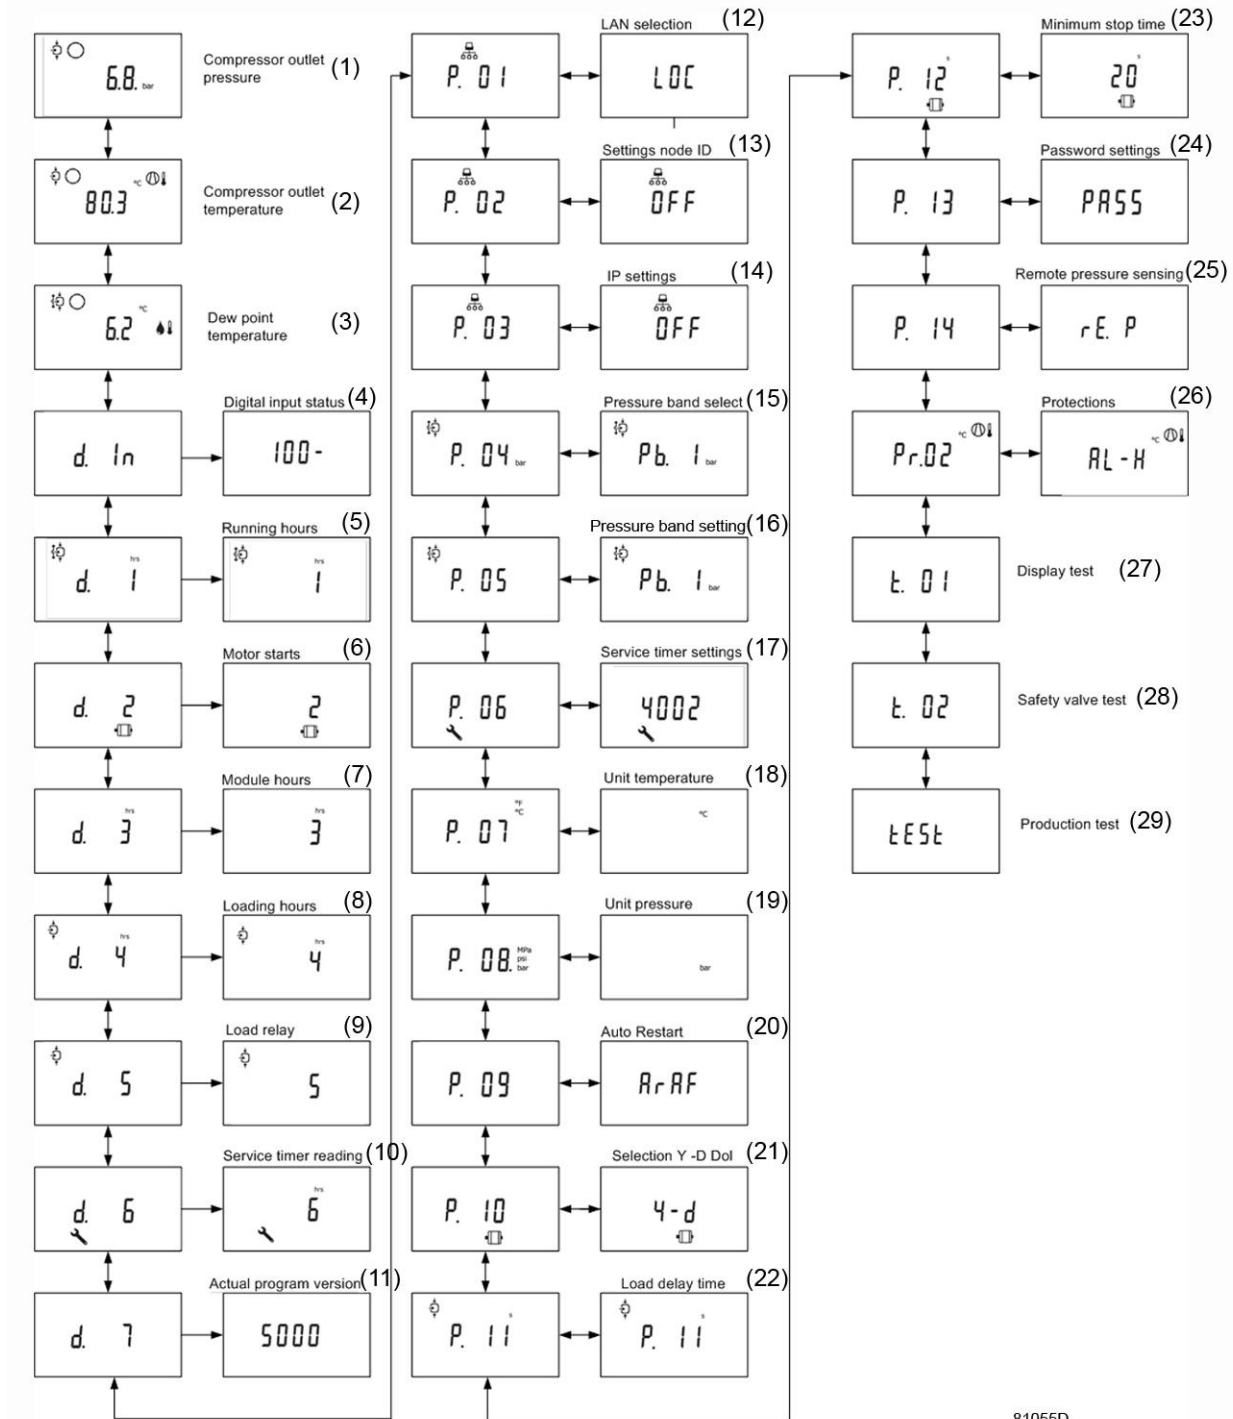 Compressor outlet
pressure (1)
6.8. bar
Compressor outlet
temperature (2)
80.3 °C
Dew point
temperature (3)
6.2 °C
Digital input status (4)
d. In
100-
Running hours (5)
d. 1 hrs
1 hrs
Motor starts (6)
d. 2
2
Module hours (7)
d. 3 hrs
3 hrs
Loading hours (8)
d. 4 hrs
4 hrs
Load relay (9)
d. 5
5
Service timer reading (10)
d. 6
6 hrs
Actual program version (11)
d. 7
5000
LAN selection (12)
P. 01
LOC
Settings node ID (13)
P. 02
OFF
IP settings (14)
P. 03
OFF
Pressure band select (15)
P. 04 bar
Pb. 1 bar
Pressure band setting (16)
P. 05
Pb. 1 bar
Service timer settings (17)
P. 06
4002
Unit temperature (18)
P. 07 °F °C
°C
Unit pressure (19)
P. 08. MPa psi bar
bar
Auto Restart (20)
P. 09
ArAF
Selection Y -D Dol (21)
P. 10
Y-d
Load delay time (22)
P. 11 s
P. 11 s
Minimum stop time (23)
P. 12 s
20 s
Password settings (24)
P. 13
PASS
Remote pressure sensing (25)
P. 14
rE. P
Protections (26)
Pr.02 °C
AL-H °C
t. 01
Display test (27)
t. 02
Safety valve test (28)
tESt
Production test (29)
81055D